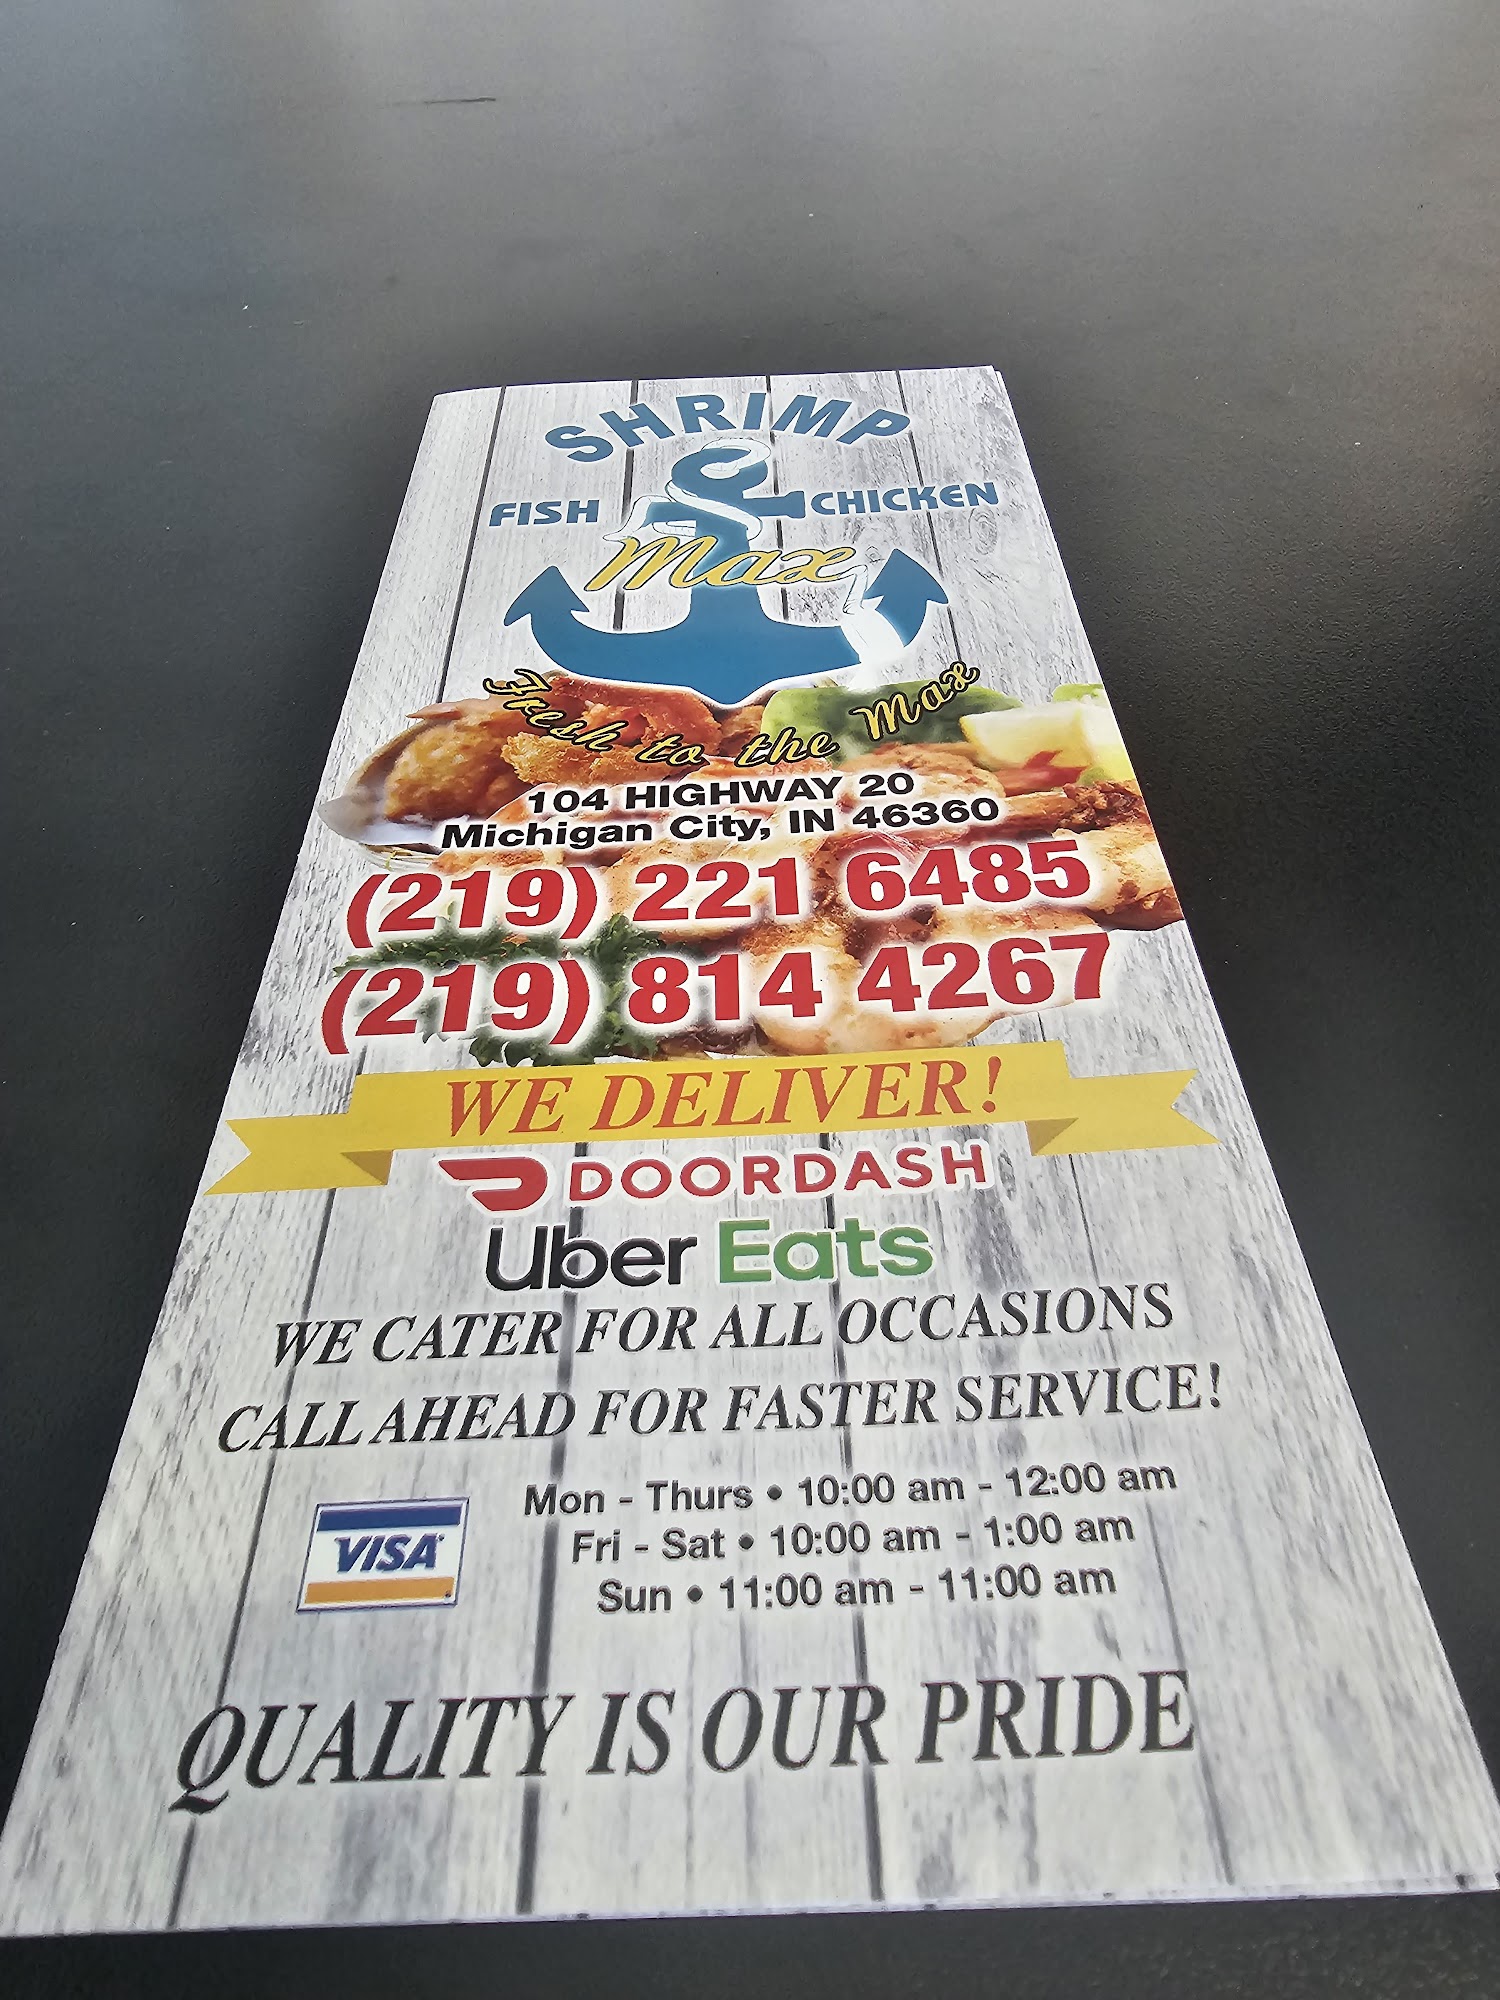 SHRIMP
FISH CHICKEN
Max
Fresh to the Max
104 HIGHWAY 20
Michigan City, IN 46360
(219) 221 6485
(219) 814 4267
WE DELIVER!
DOORDASH
Uber Eats
WE CATER FOR ALL OCCASIONS
CALL AHEAD FOR FASTER SERVICE!
Mon - Thurs • 10:00 am - 12:00 am
Fri - Sat • 10:00 am - 1:00 am
VISA
Sun • 11:00 am - 11:00 am
QUALITY IS OUR PRIDE